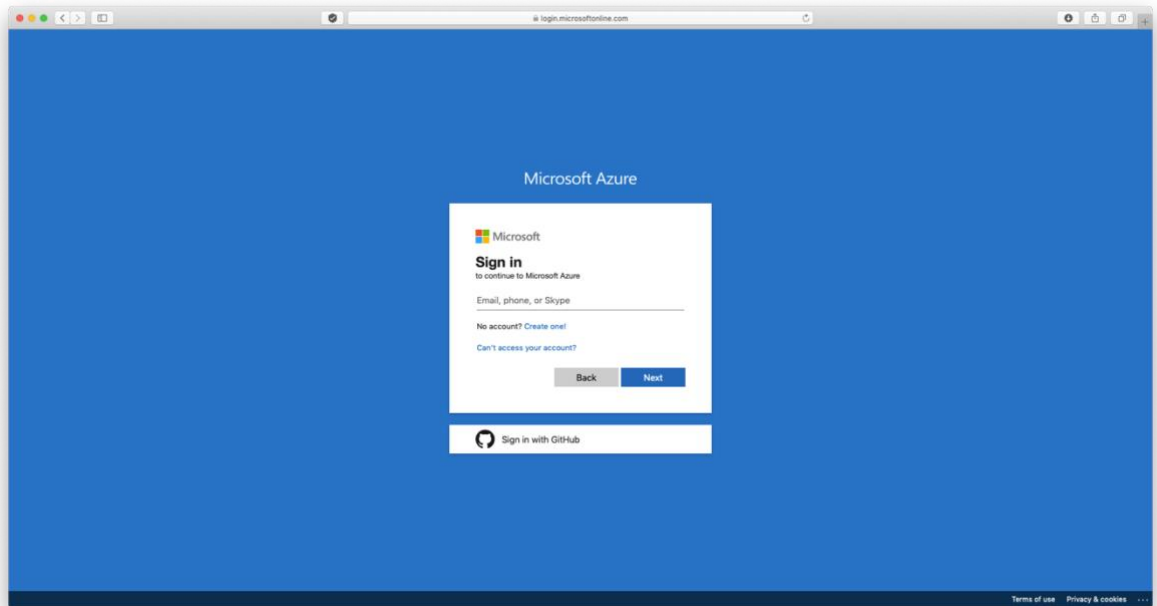 login.microsoftonline.com
Microsoft Azure
Microsoft
Sign in
to continue to Microsoft Azure
Email, phone, or Skype
No account? Create one!
Can't access your account?
Back Next
Sign in with GitHub
Terms of use Privacy & cookies ...